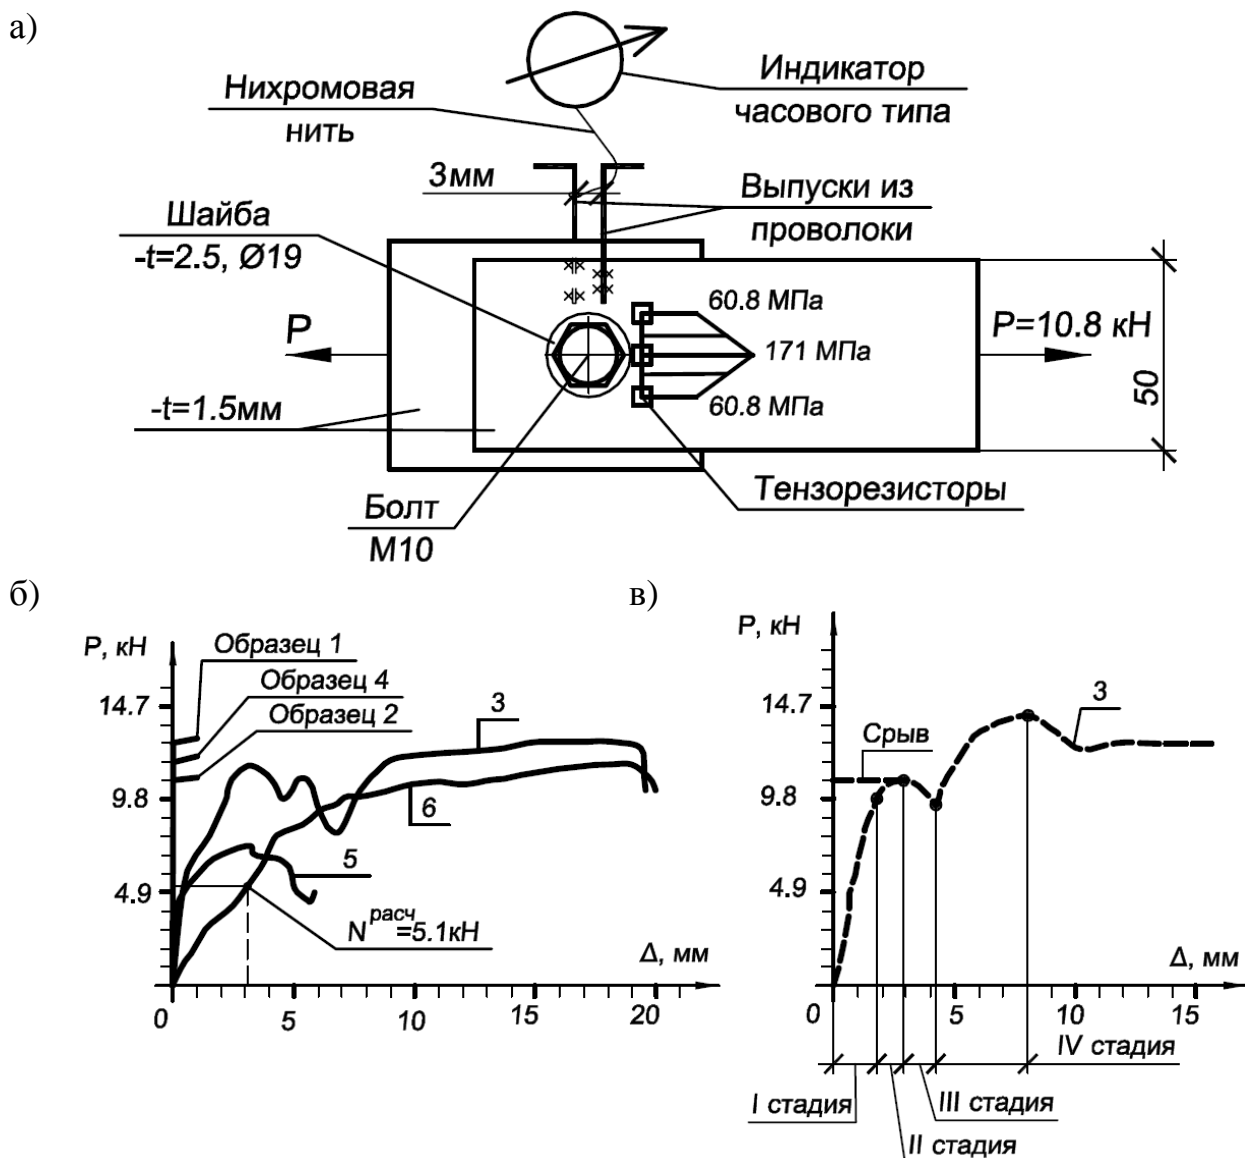 а)
Нихромовая
нить
Индикатор
часового типа
3мм
Выпуски из
проволоки
Шайба
-t=2.5, Ø19
60.8 МПа
P
171 МПа
P=10.8 кН
60.8 МПа
50
-t=1.5мм
Болт
М10
Тензорезисторы
б)
P, кН
Образец 1
Образец 4
Образец 2
14.7
9.8
4.9
3
6
5
N расч =5.1кН
Δ, мм
0
5
10
15
20
в)
P, кН
14.7
9.8
4.9
Срыв
3
Δ, мм
0
5
10
15
IV стадия
I стадия
III стадия
II стадия